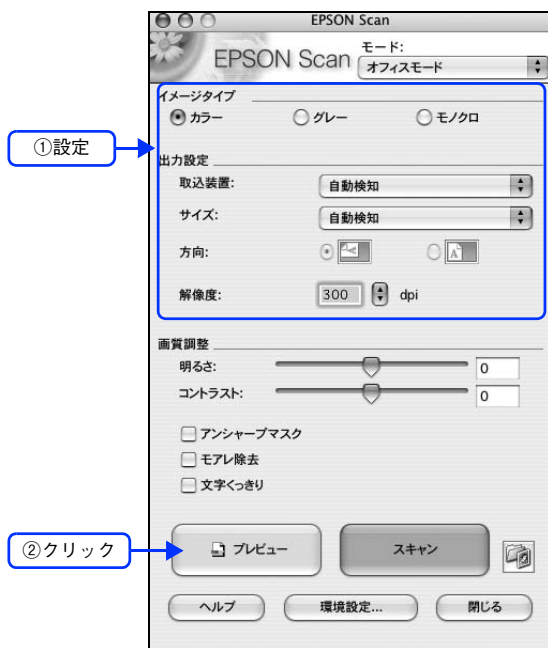 EPSON Scan
EPSON Scan
モード:
オフィスモード
イメージタイプ
カラー グレー モノクロ
①設定
出力設定
取込装置: 自動検知
サイズ: 自動検知
方向: A
解像度: 300 dpi
画質調整
明るさ: 0
コントラスト: 0
アンシャープマスク
モアレ除去
文字くっきり
②クリック
プレビュー スキャン
ヘルプ 環境設定... 閉じる